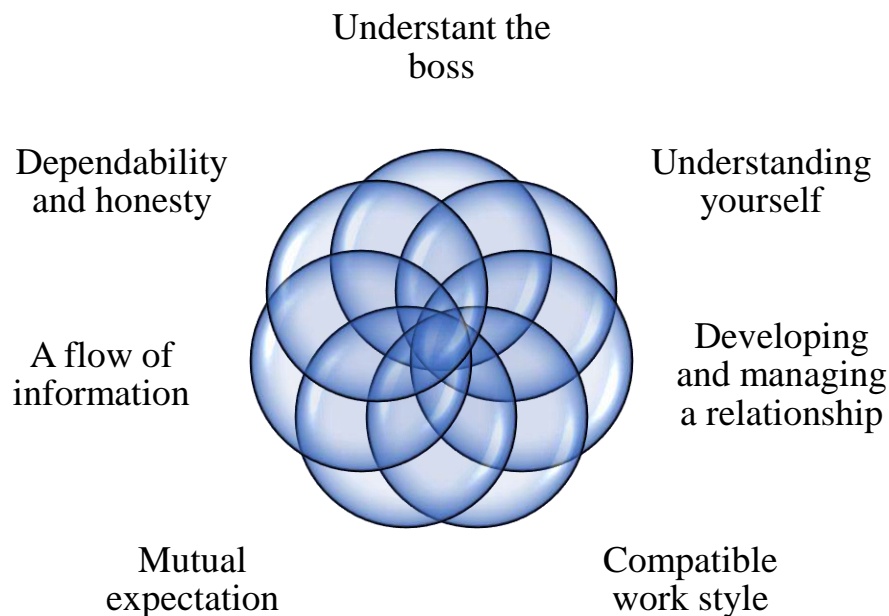 Understant the
boss
Understanding
yourself
Developing
and managing
a relationship
Compatible
work style
Mutual
expectation
A flow of
information
Dependability
and honesty